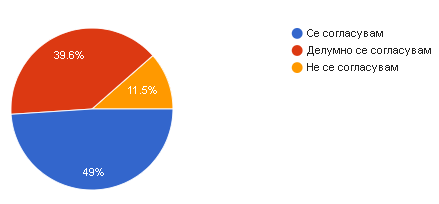 Се согласувам
Делумно се согласувам
Не се согласувам
39.6%
11.5%
49%